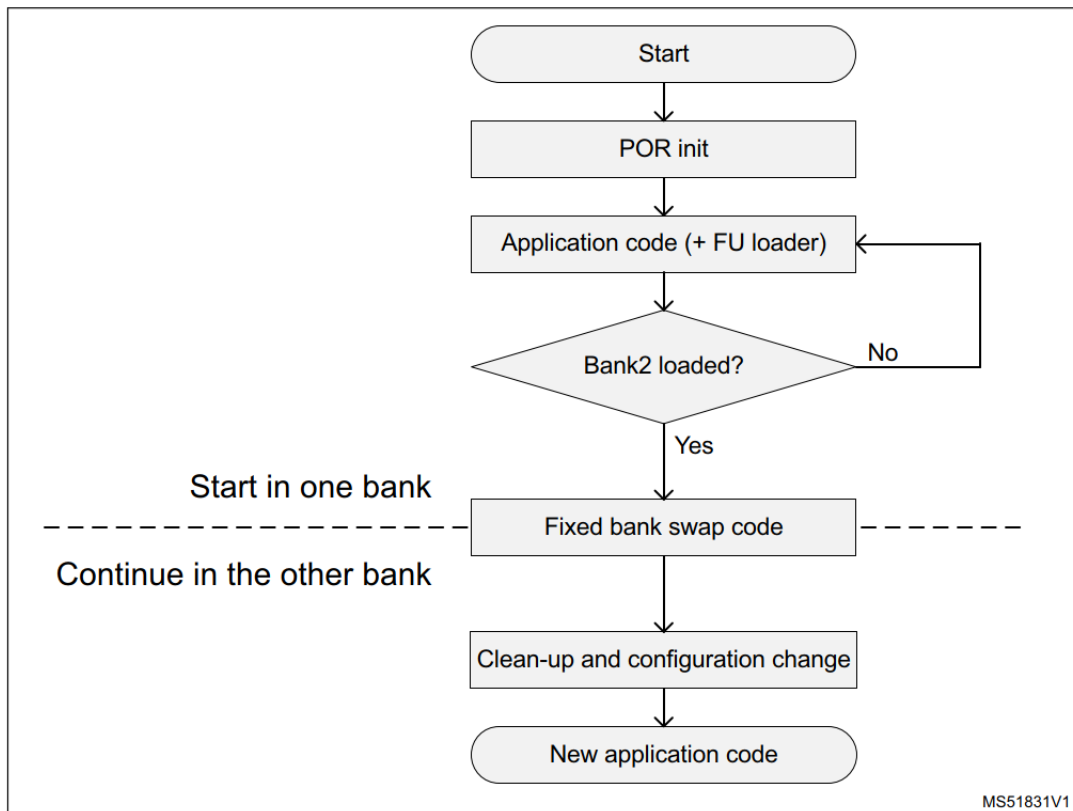 Start
POR init
Application code (+ FU loader)
Bank2 loaded?
No
Yes
Start in one bank
Fixed bank swap code
Continue in the other bank
Clean-up and configuration change
New application code
MS51831V1